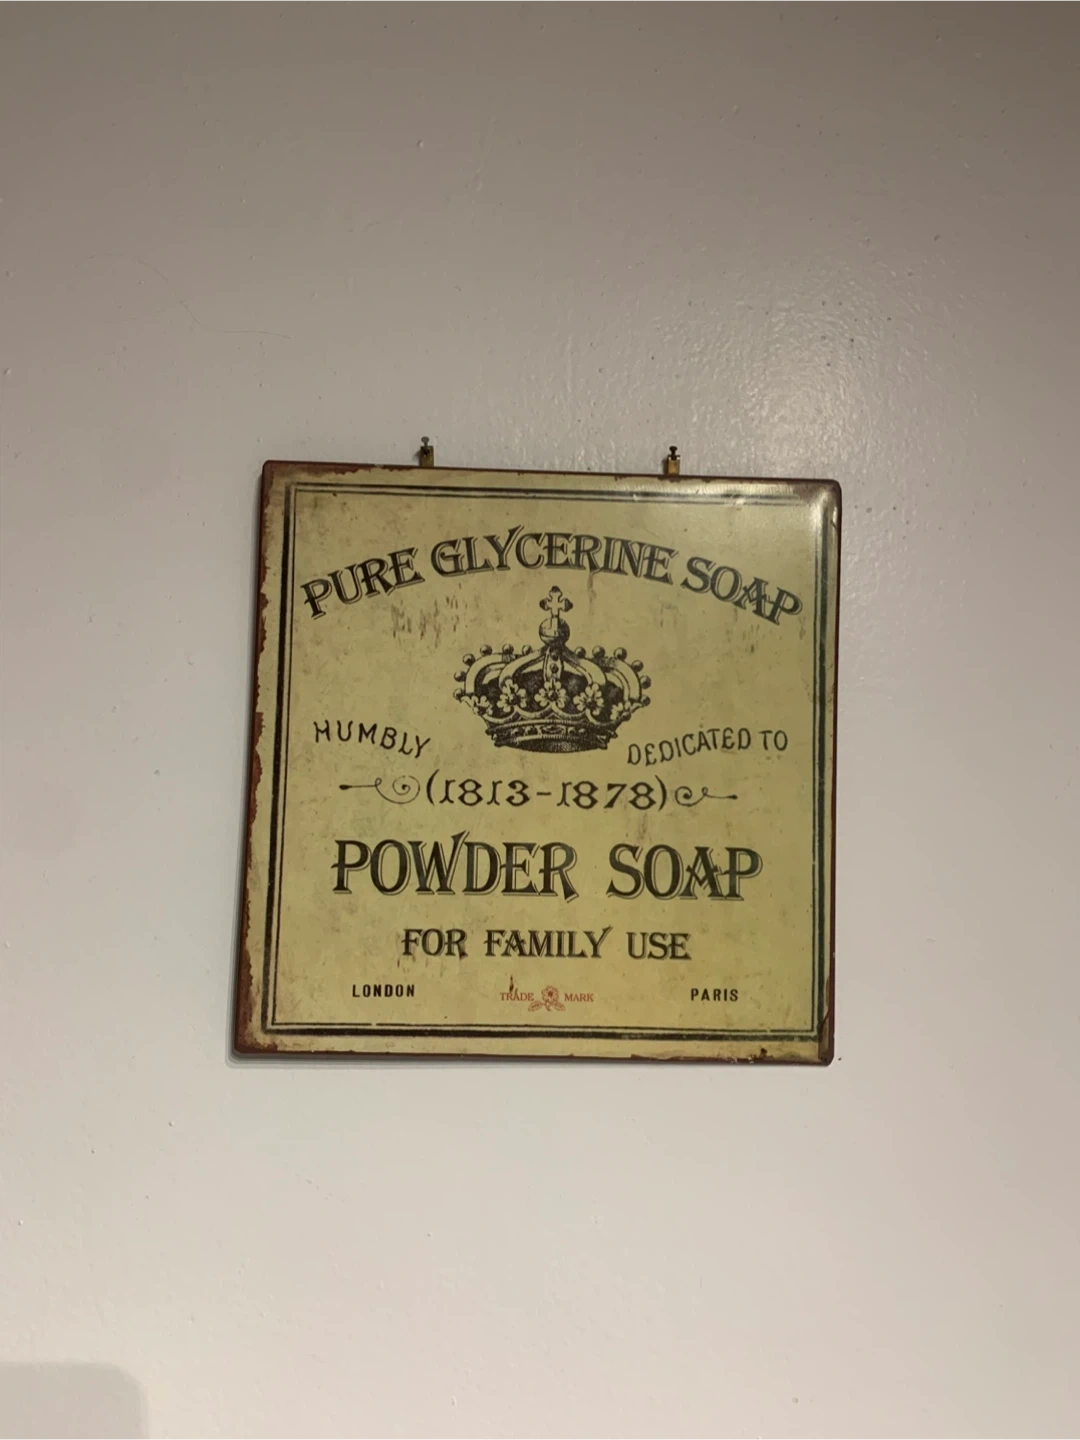 PURE GLYCERINE SOAP
HUMBLY DEDICATED TO
(1813-1878)
POWDER SOAP
FOR FAMILY USE
LONDON TRADE MARK PARIS